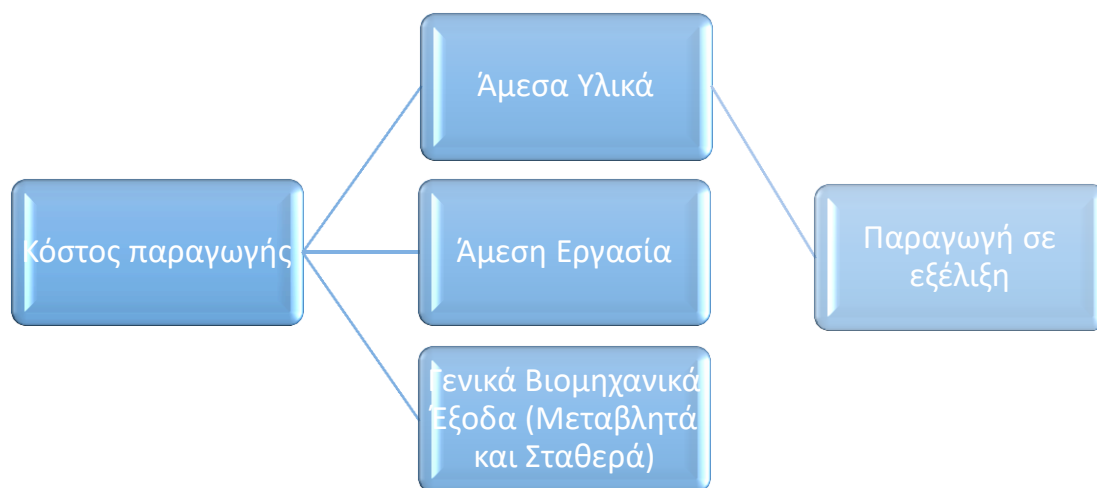 Άμεσα Υλικά
Κόστος παραγωγής
Άμεση Εργασία
Παραγωγή σε
εξέλιξη
Γενικά Βιομηχανικά
Έξοδα (Μεταβλητά
και Σταθερά)